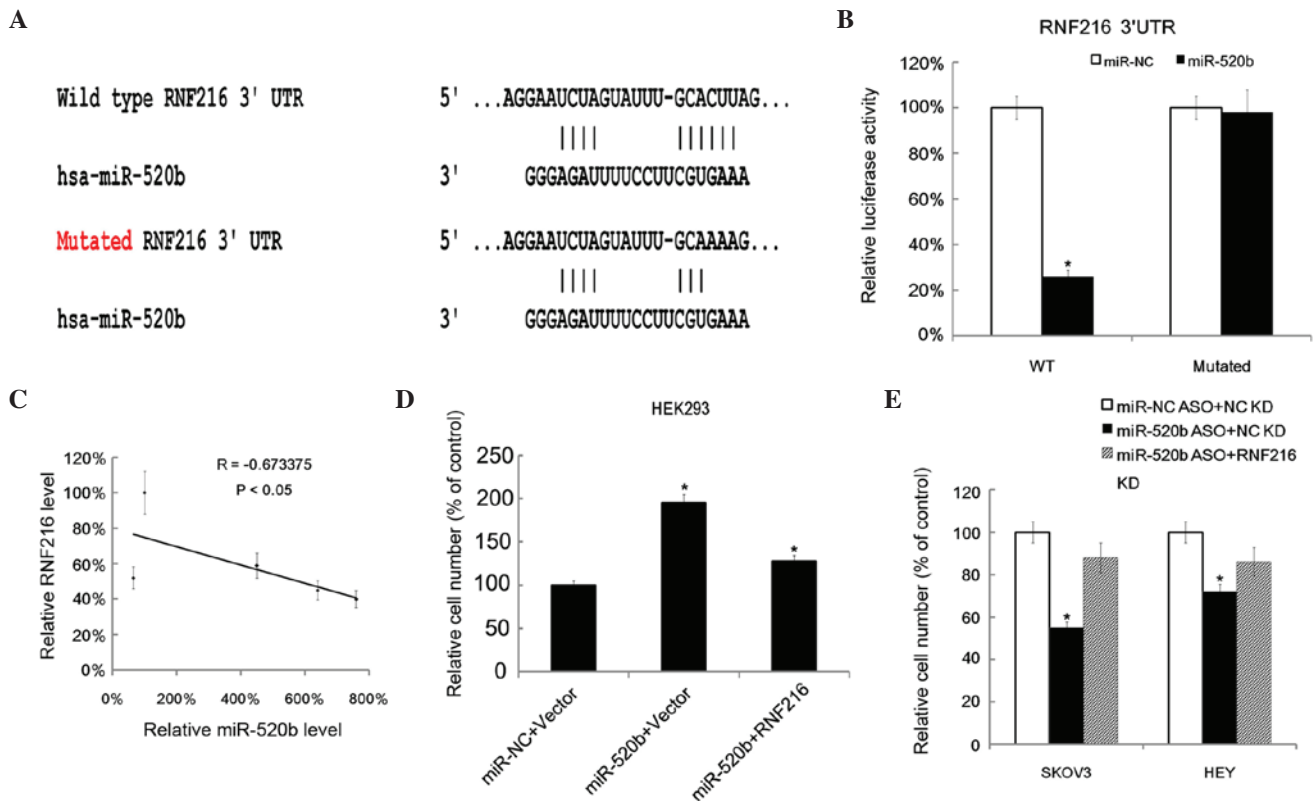 A
Wild type RNF216 3' UTR 5' ...AGGAAUCUAGUAUUU-GCACUUAG...
hsa-miR-520b 3' GGGAGAUUUUCCUUCGUGAAA
Mutated RNF216 3' UTR 5' ...AGGAAUCUAGUAUUU-GCAAAAG...
hsa-miR-520b 3' GGGAGAUUUUCCUUCGUGAAA
B
RNF216 3'UTR
miR-NC miR-520b
Relative luciferase activity
120%
100%
80%
60%
40%
20%
0%
*
WT Mutated
C
R = -0.673375
P < 0.05
Relative RNF216 level
120%
100%
80%
60%
40%
20%
0%
0% 200% 400% 600% 800%
Relative miR-520b level
D
HEK293
Relative cell number (% of control)
250
200
150
100
50
0
*
*
miR-NC+Vector
miR-520b+Vector
miR-520b+RNF216
E
miR-NC ASO+NC KD
miR-520b ASO+NC KD
miR-520b ASO+RNF216
KD
Relative cell number (% of control)
120
100
80
60
40
20
0
*
*
SKOV3 HEY